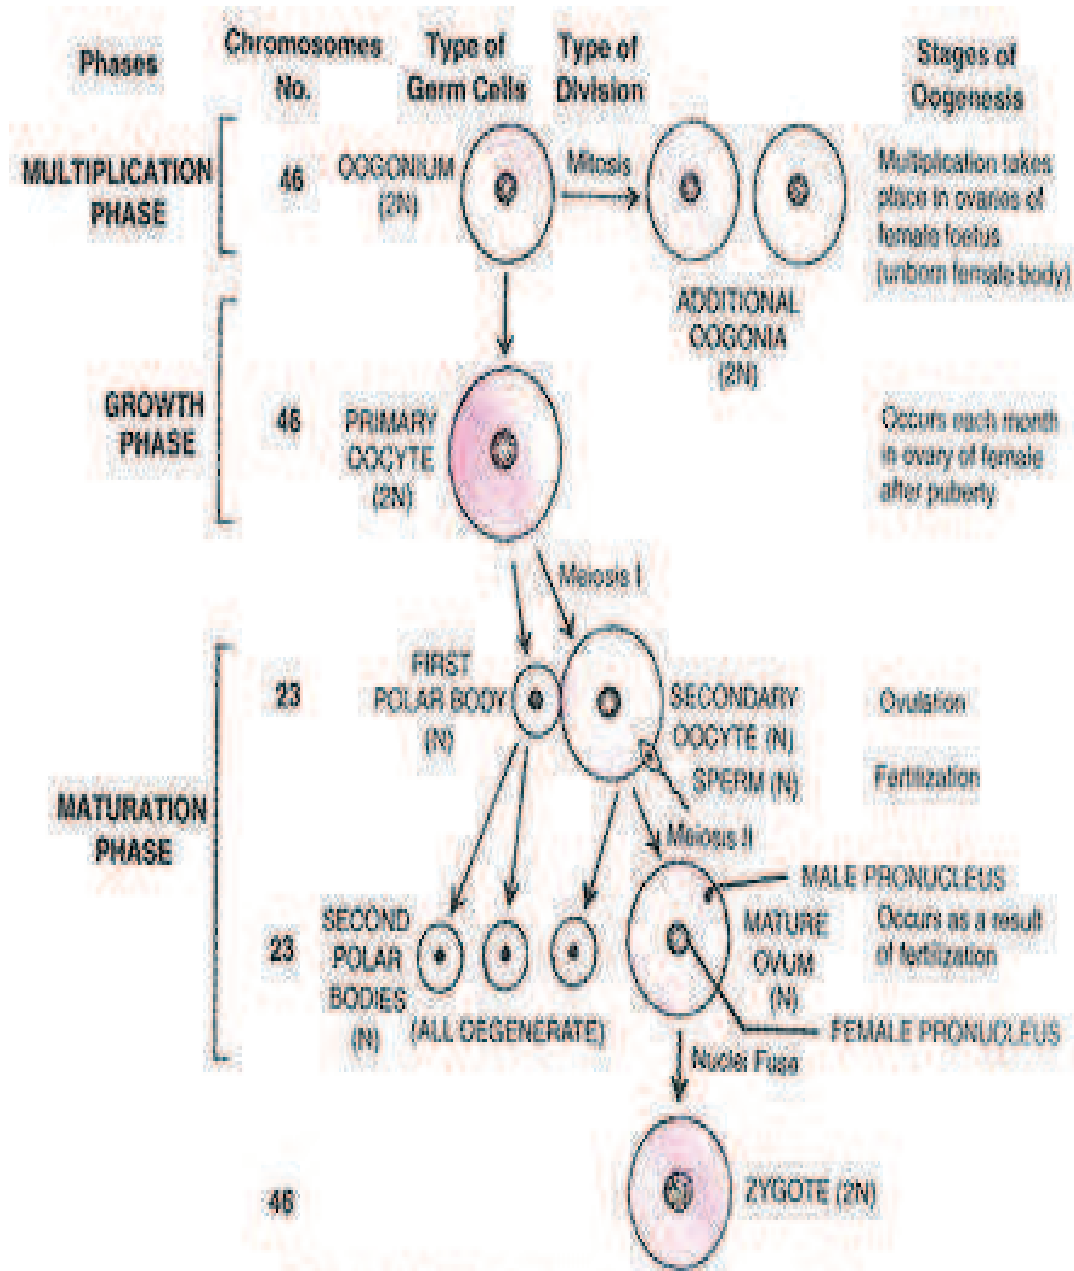 Phases
Chromosomes
No.
Type of
Germ Cells
Type of
Division
Stages of
Oogenesis
MULTIPLICATION
PHASE
46
OOGONIUM
(2N)
Mitosis
Multiplication takes
place in ovaries of
female foetus
(unborn female body)
ADDITIONAL
OOGONIA
(2N)
GROWTH
PHASE
46
PRIMARY
OOCYTE
(2N)
Occurs each month
in ovary of female
after puberty
Meiosis I
MATURATION
PHASE
23
FIRST
POLAR BODY
(N)
SECONDARY
OOCYTE (N)
Ovulation
SPERM (N)
Fertilization
Meiosis II
23
SECOND
POLAR
BODIES
(N)
(ALL DEGENERATE)
MALE PRONUCLEUS
MATURE
OVUM
(N)
Occurs as a result
of fertilization
FEMALE PRONUCLEUS
Nuclei Fuse
46
ZYGOTE (2N)